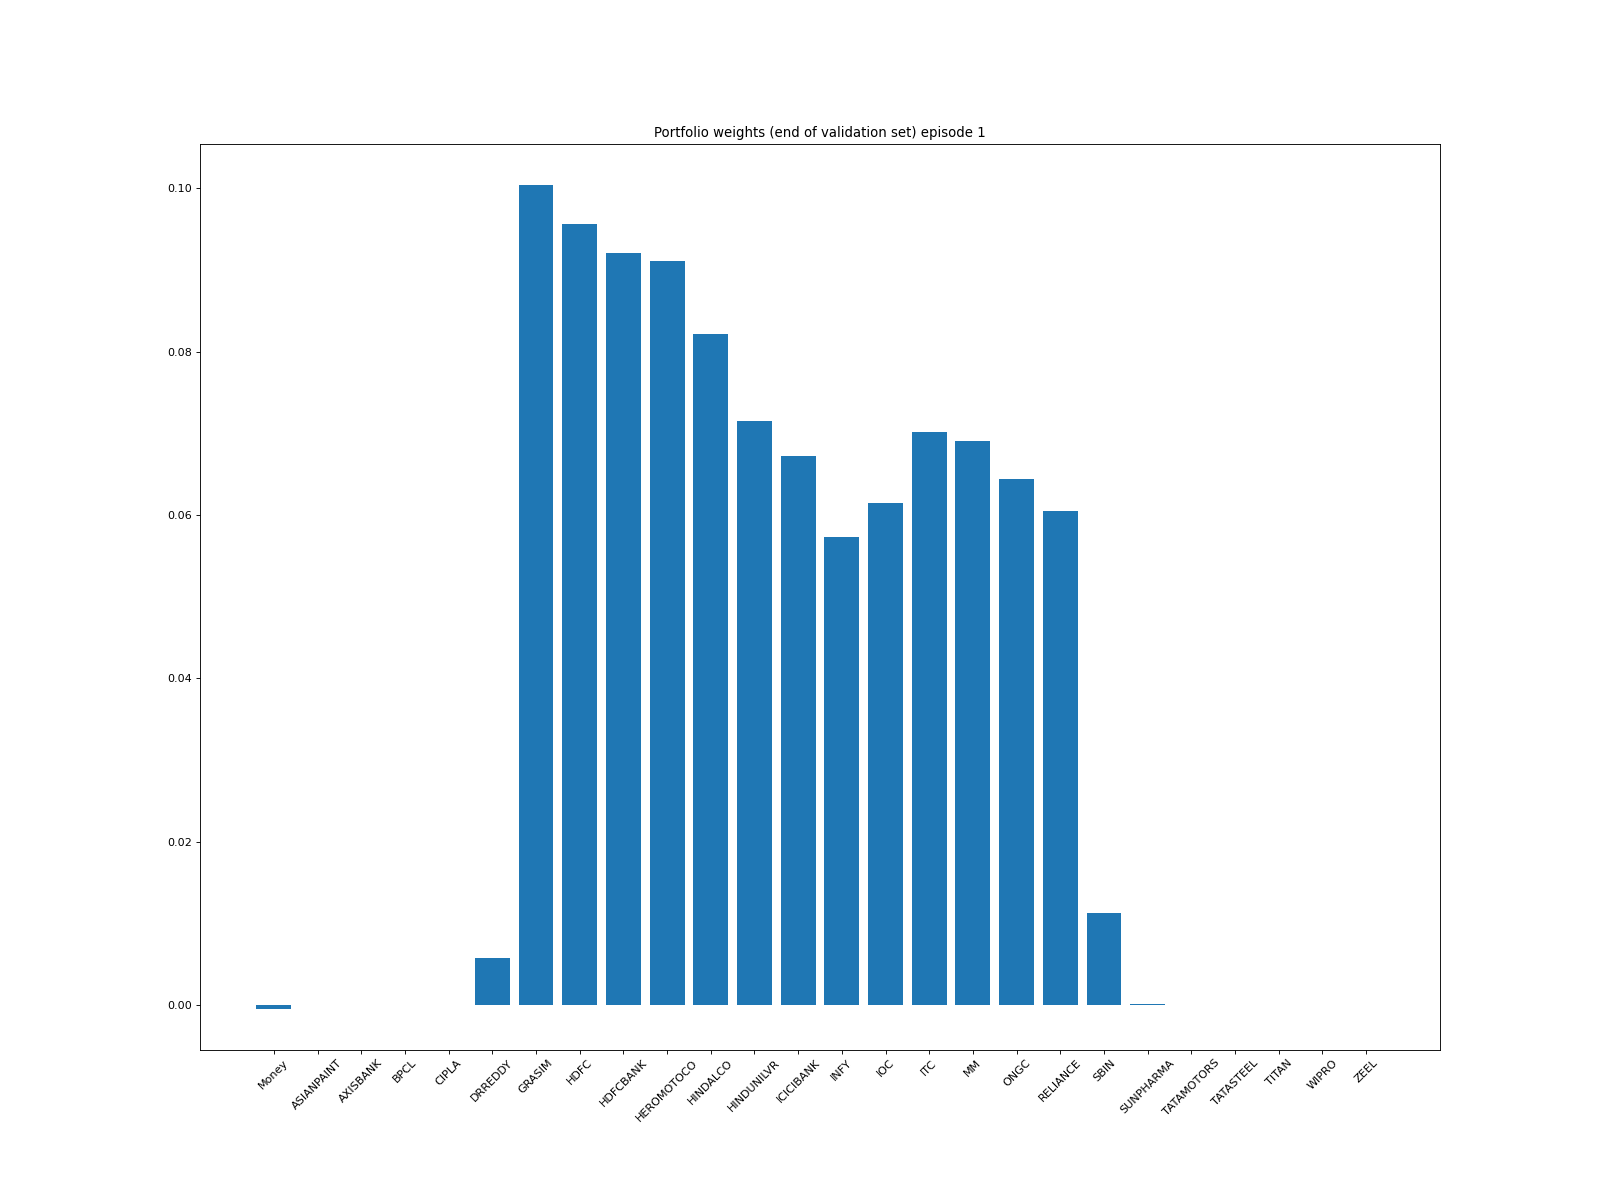 Portfolio weights (end of validation set) episode 1
0.10
0.08
0.06
0.04
0.02
0.00
Money
ASIANPAINT
AXISBANK
BPCL
CIPLA
DRREDDY
GRASIM
HDFC
HDFCBANK
HEROMOTOCO
HINDALCO
HINDUNILVR
ICICIBANK
INFY
IOC
ITC
MM
ONGC
RELIANCE
SBIN
SUNPHARMA
TATAMOTORS
TATASTEEL
TITAN
WIPRO
ZEEL